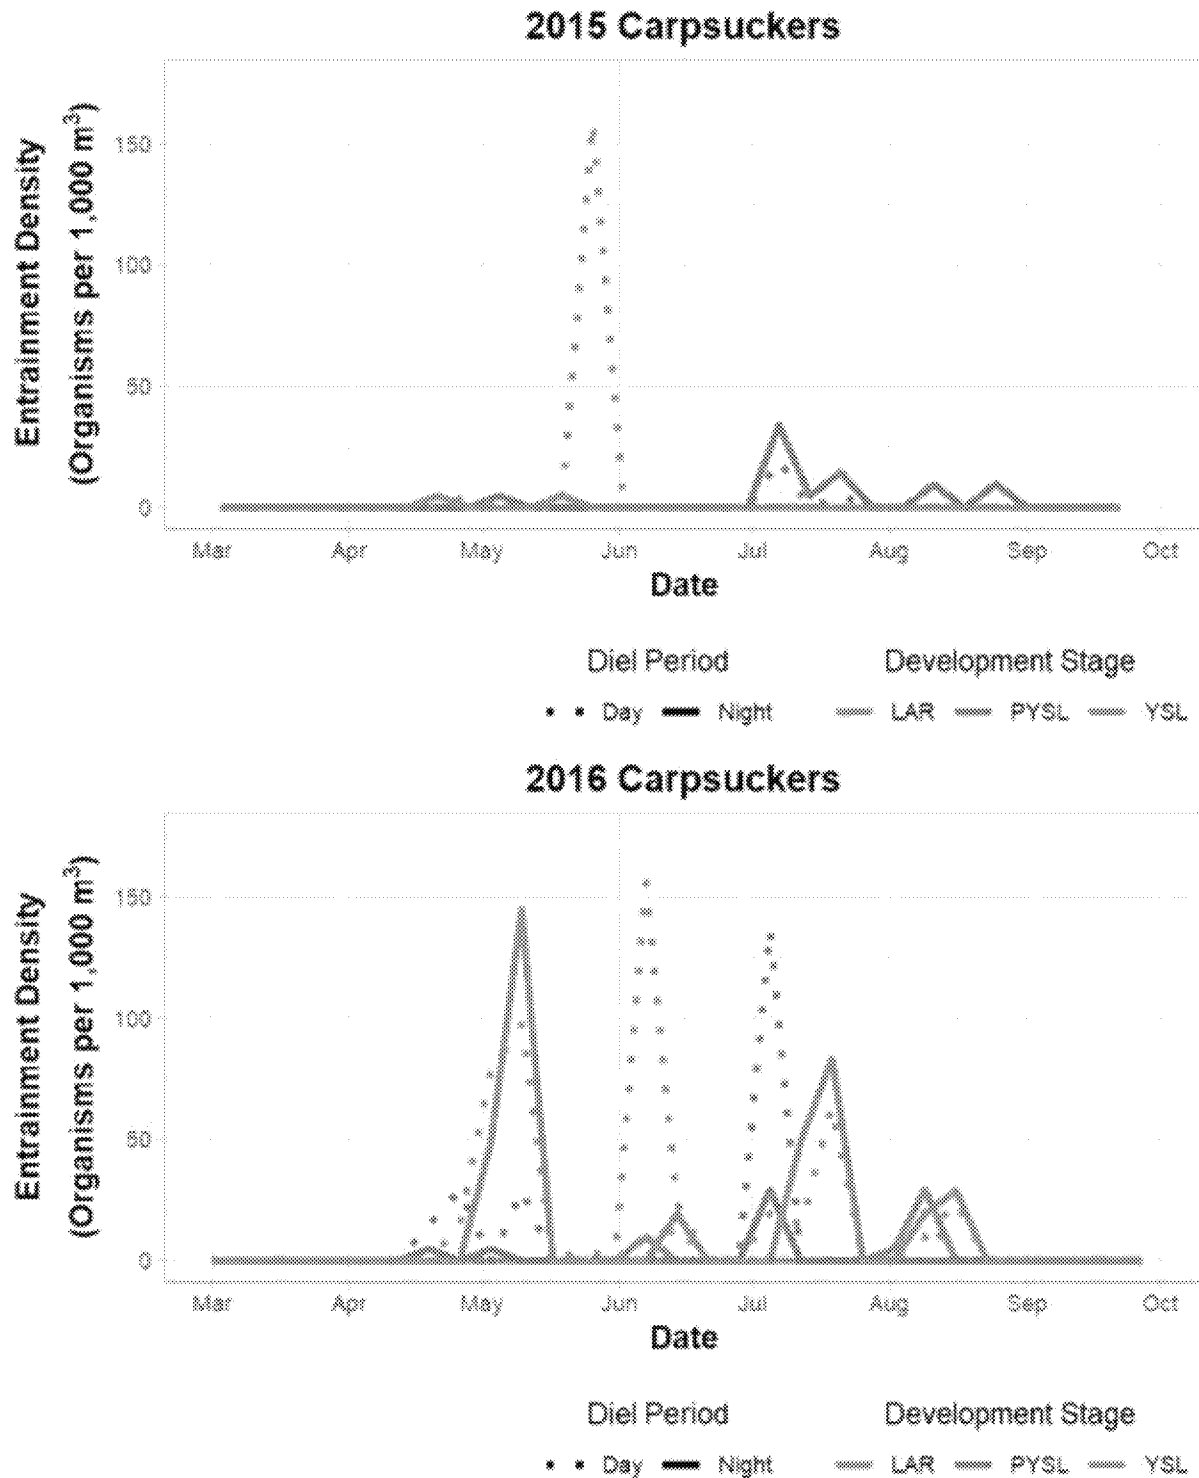 2015 Carpsuckers
Entrainment Density
(Organisms per 1,000 m³)
150
100
50
0
Mar Apr May Jun Jul Aug Sep Oct
Date
Diel Period Development Stage
Day Night LAR PYSL YSL
2016 Carpsuckers
Entrainment Density
(Organisms per 1,000 m³)
150
100
50
0
Mar Apr May Jun Jul Aug Sep Oct
Date
Diel Period Development Stage
Day Night LAR PYSL YSL